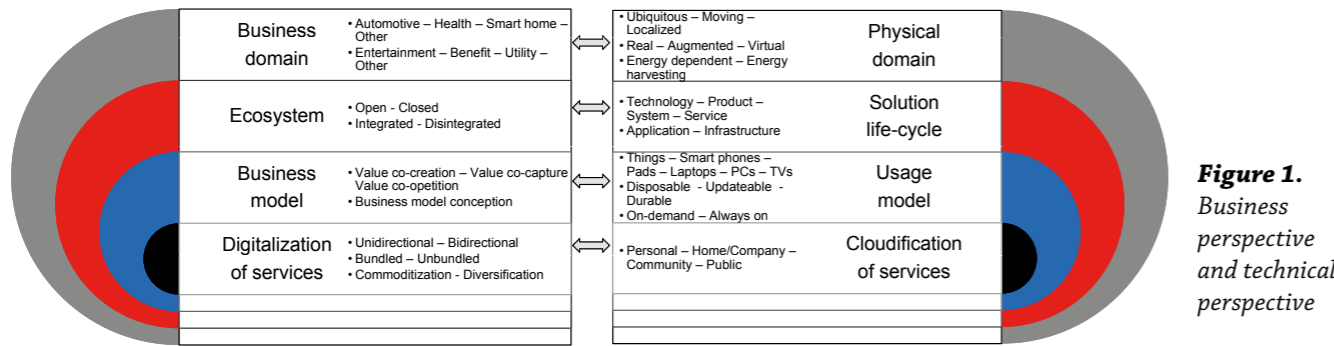 Business
domain
• Automotive – Health – Smart home –
Other
• Entertainment – Benefit – Utility –
Other
• Ubiquitous – Moving –
Localized
• Real – Augmented – Virtual
• Energy dependent – Energy
harvesting
Physical
domain
Ecosystem
• Open - Closed
• Integrated - Disintegrated
• Technology – Product –
System – Service
• Application – Infrastructure
Solution
life-cycle
Business
model
• Value co-creation – Value co-capture
Value co-opetition
• Business model conception
• Things – Smart phones –
Pads – Laptops – PCs – TVs
• Disposable - Updateable -
Durable
• On-demand – Always on
Usage
model
Digitalization
of services
• Unidirectional – Bidirectional
• Bundled – Unbundled
• Commoditization - Diversification
• Personal – Home/Company –
Community – Public
Cloudification
of services
Figure 1.
Business
perspective
and technical
perspective